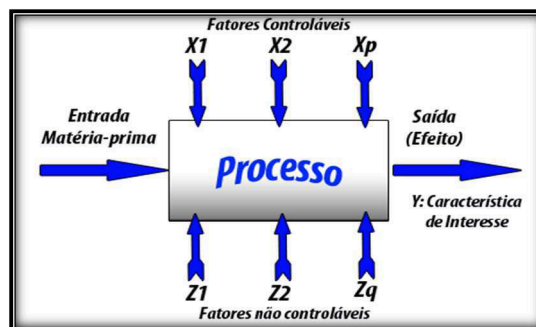 Fatores Controláveis
X1 X2 Xp
Entrada
Matéria-prima
Processo
Saída
(Efeito)
Y: Característica
de Interesse
Z1 Z2 Zq
Fatores não controláveis